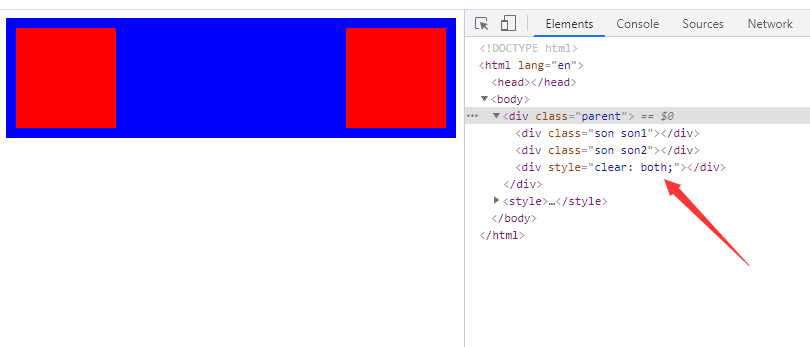 Elements Console Sources Network
<!DOCTYPE html>
<html lang="en">
<head></head>
<body>
<div class="parent"> == $0
<div class="son son1"></div>
<div class="son son2"></div>
<div style="clear: both;"></div>
</div>
<style>…</style>
</body>
</html>